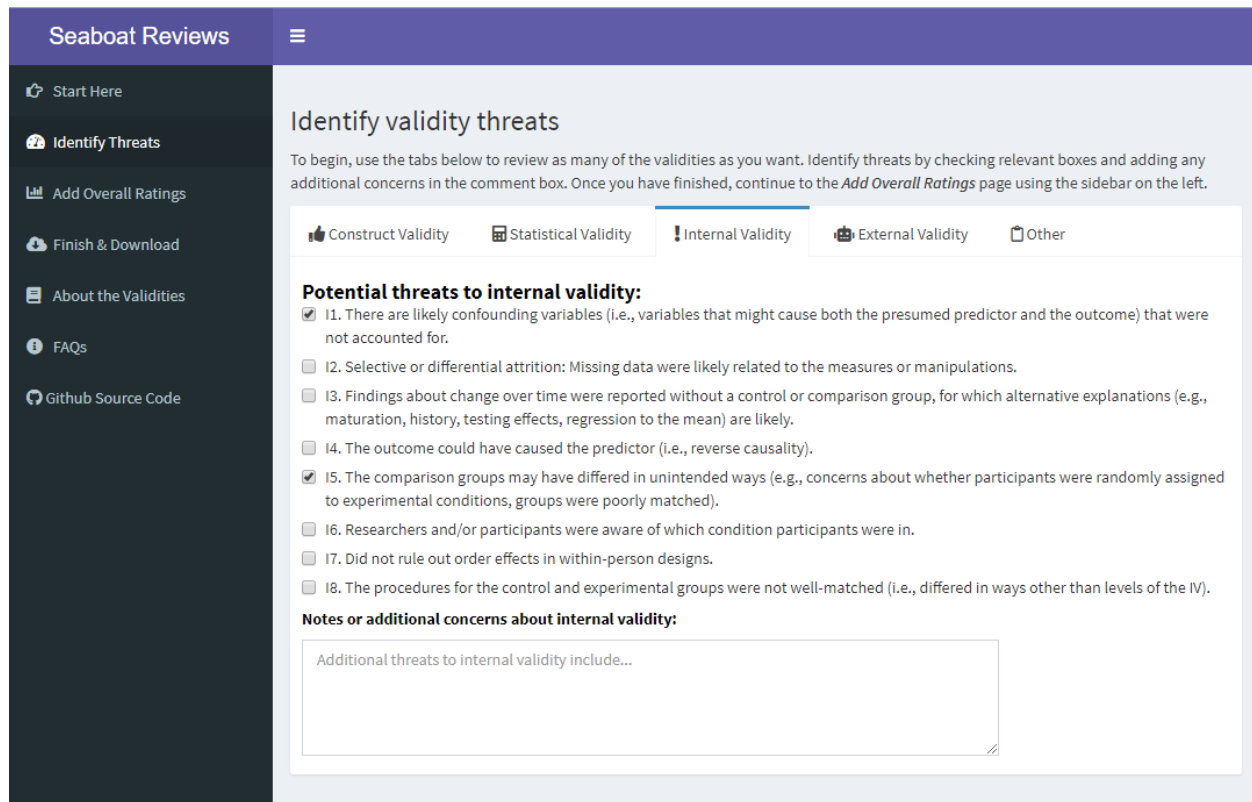 Seaboat Reviews
Start Here
Identify Threats
Add Overall Ratings
Finish & Download
About the Validities
FAQs
Github Source Code
Identify validity threats
To begin, use the tabs below to review as many of the validities as you want. Identify threats by checking relevant boxes and adding any
additional concerns in the comment box. Once you have finished, continue to the Add Overall Ratings page using the sidebar on the left.
Construct Validity Statistical Validity Internal Validity External Validity Other
Potential threats to internal validity:
I1. There are likely confounding variables (i.e., variables that might cause both the presumed predictor and the outcome) that were
not accounted for.
I2. Selective or differential attrition: Missing data were likely related to the measures or manipulations.
I3. Findings about change over time were reported without a control or comparison group, for which alternative explanations (e.g.,
maturation, history, testing effects, regression to the mean) are likely.
I4. The outcome could have caused the predictor (i.e., reverse causality).
I5. The comparison groups may have differed in unintended ways (e.g., concerns about whether participants were randomly assigned
to experimental conditions, groups were poorly matched).
I6. Researchers and/or participants were aware of which condition participants were in.
I7. Did not rule out order effects in within-person designs.
I8. The procedures for the control and experimental groups were not well-matched (i.e., differed in ways other than levels of the IV).
Notes or additional concerns about internal validity:
Additional threats to internal validity include...